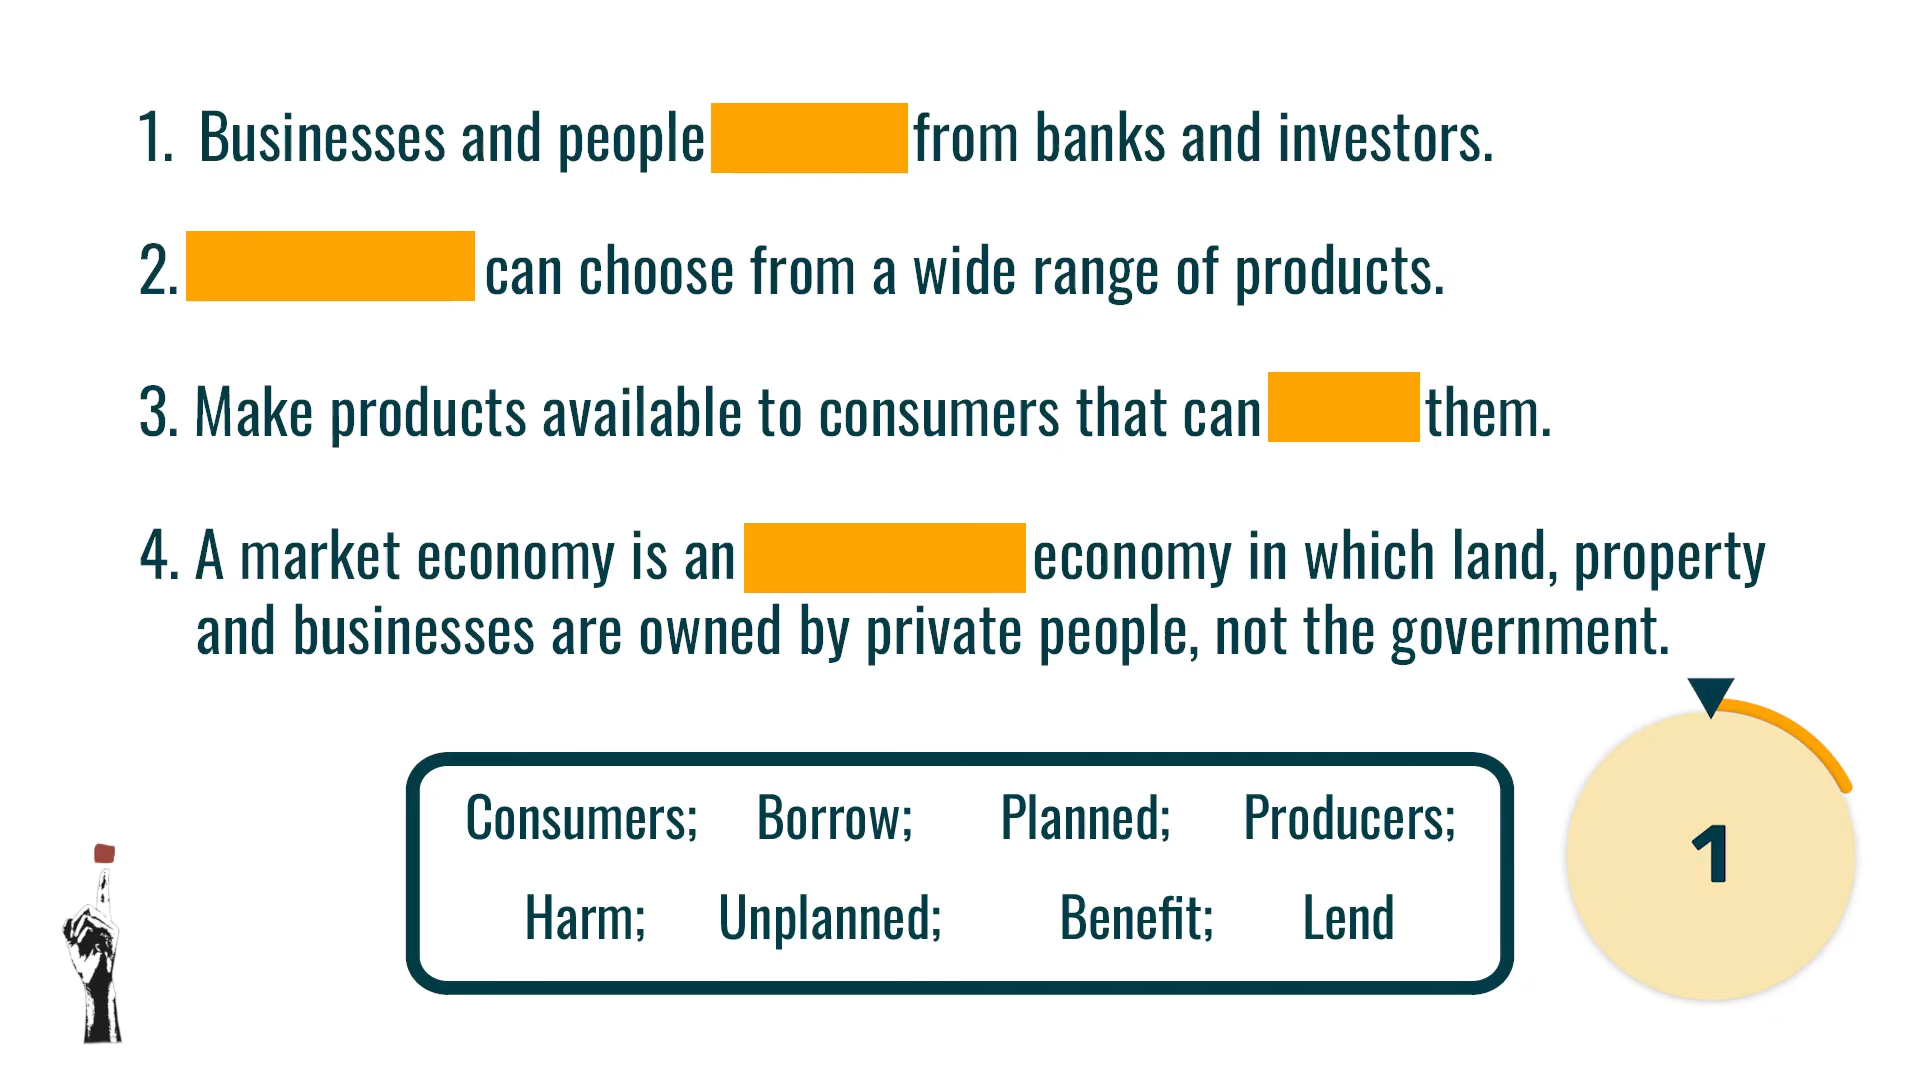 1. Businesses and people from banks and investors.
2. can choose from a wide range of products.
3. Make products available to consumers that can them.
4. A market economy is an economy in which land, property
and businesses are owned by private people, not the government.
Consumers; Borrow; Planned; Producers;
Harm; Unplanned; Benefit; Lend
1